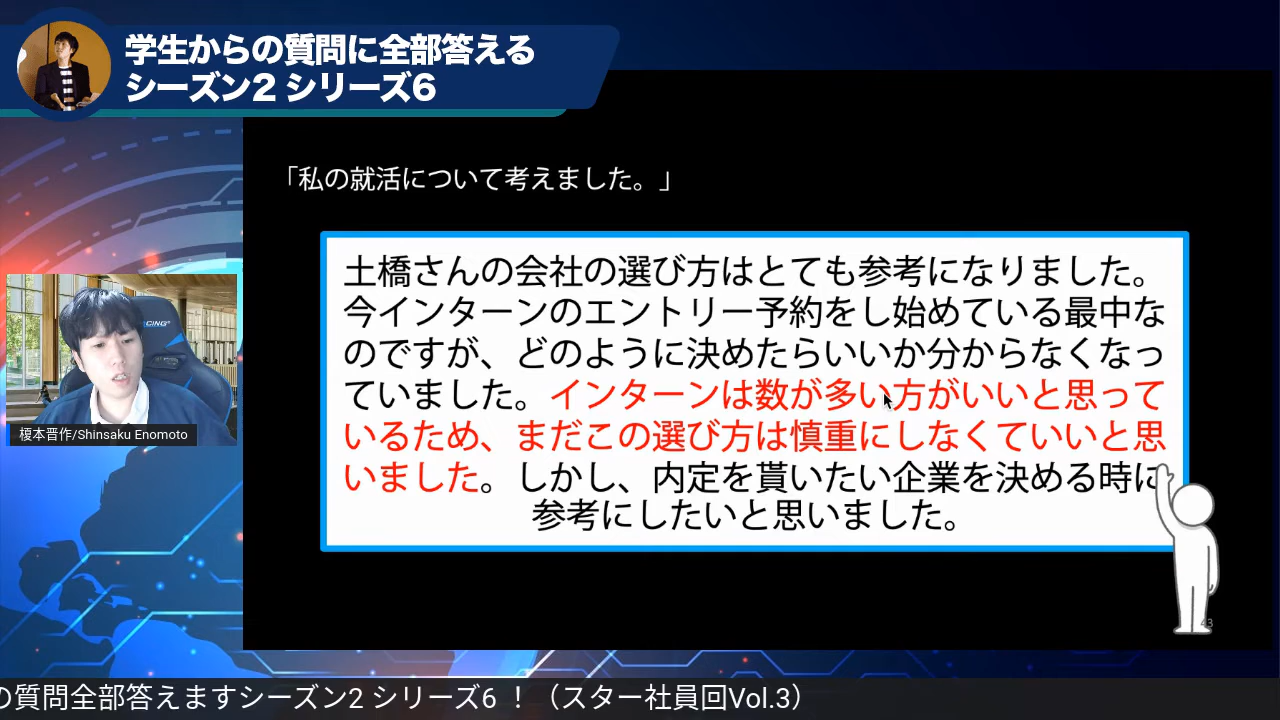 学生からの質問に全部答える
シーズン2 シリーズ6
「私の就活について考えました。」
土橋さんの会社の選び方はとても参考になりました。
今インターンのエントリー予約をし始めている最中な
のですが、どのように決めたらいいか分からなくなっ
ていました。インターンは数が多い方がいいと思って
いるため、まだこの選び方は慎重にしなくていいと思
いました。しかし、内定を貰いたい企業を決める時に
参考にしたいと思いました。
CING
榎本晋作/Shinsaku Enomoto
43
の質問全部答えますシーズン2 シリーズ6 ！（スター社員回Vol.3）